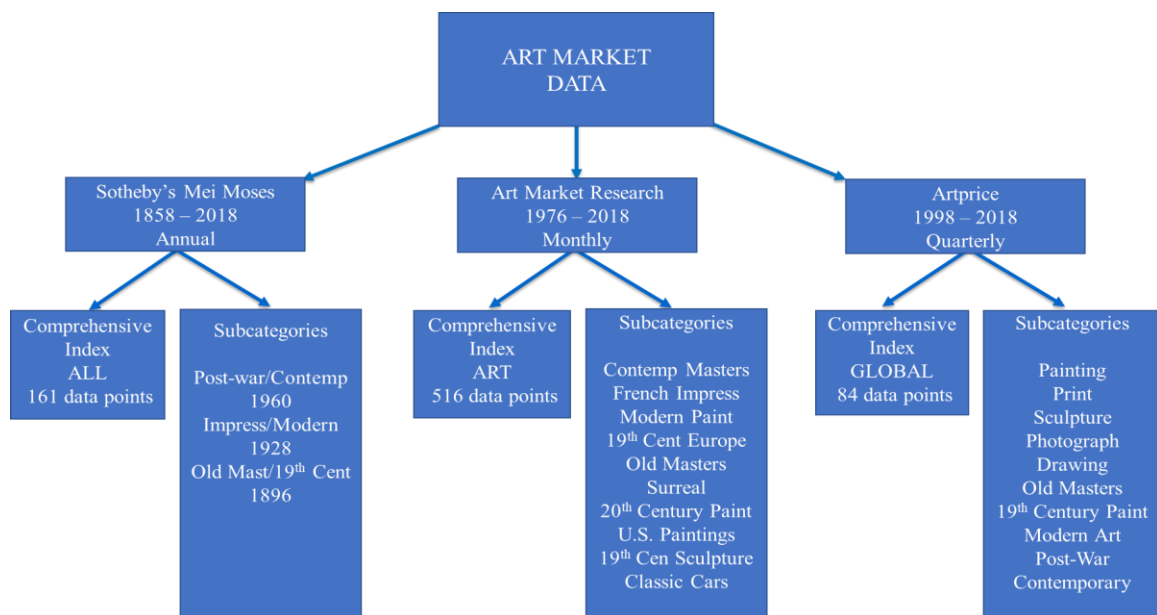 ART MARKET
DATA
Sotheby's Mei Moses
1858 – 2018
Annual
Art Market Research
1976 – 2018
Monthly
Artprice
1998 – 2018
Quarterly
Comprehensive
Index
ALL
161 data points
Subcategories
Post-war/Contemp
1960
Impress/Modern
1928
Old Mast/19th Cent
1896
Comprehensive
Index
ART
516 data points
Subcategories
Contemp Masters
French Impress
Modern Paint
19th Cent Europe
Old Masters
Surreal
20th Century Paint
U.S. Paintings
19th Cen Sculpture
Classic Cars
Comprehensive
Index
GLOBAL
84 data points
Subcategories
Painting
Print
Sculpture
Photograph
Drawing
Old Masters
19th Century Paint
Modern Art
Post-War
Contemporary